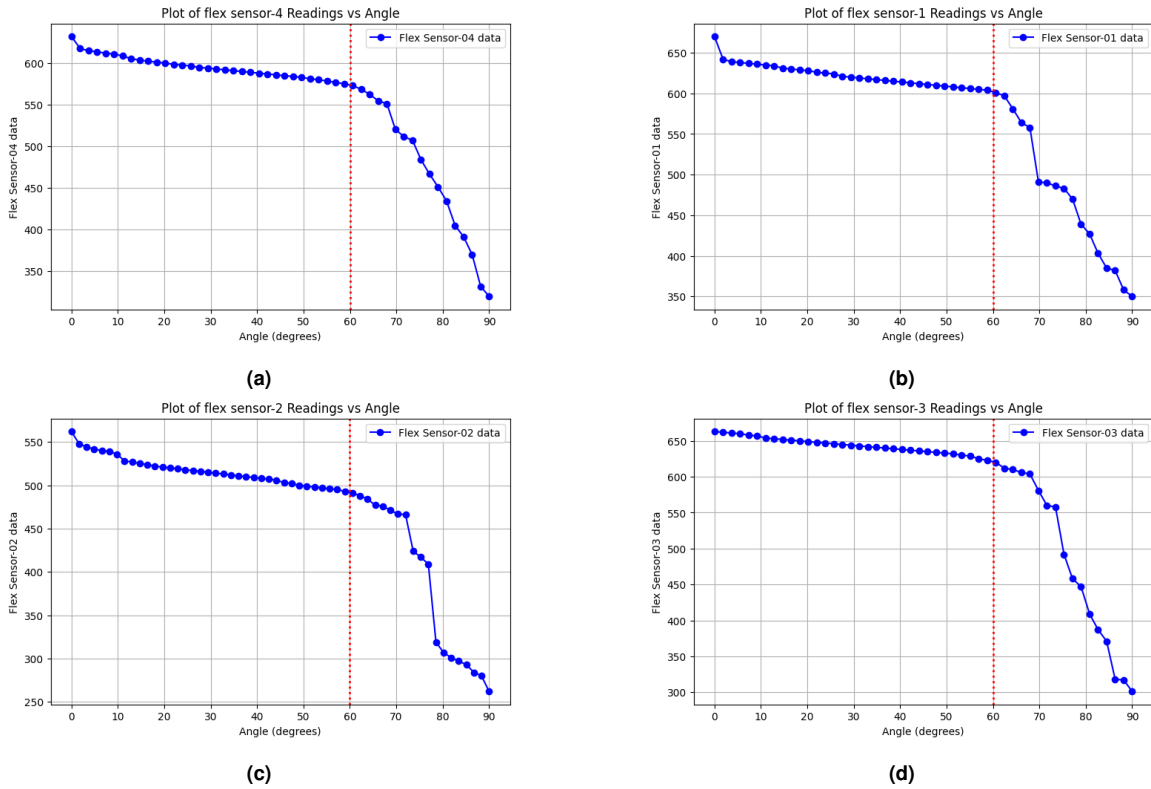 Plot of flex sensor-4 Readings vs Angle
Flex Sensor-04 data
Flex Sensor-04 data
600
550
500
450
400
350
0 10 20 30 40 50 60 70 80 90
Angle (degrees)
(a)
Plot of flex sensor-1 Readings vs Angle
Flex Sensor-01 data
Flex Sensor-01 data
650
600
550
500
450
400
350
0 10 20 30 40 50 60 70 80 90
Angle (degrees)
(b)
Plot of flex sensor-2 Readings vs Angle
Flex Sensor-02 data
Flex Sensor-02 data
550
500
450
400
350
300
250
0 10 20 30 40 50 60 70 80 90
Angle (degrees)
(c)
Plot of flex sensor-3 Readings vs Angle
Flex Sensor-03 data
Flex Sensor-03 data
650
600
550
500
450
400
350
300
0 10 20 30 40 50 60 70 80 90
Angle (degrees)
(d)